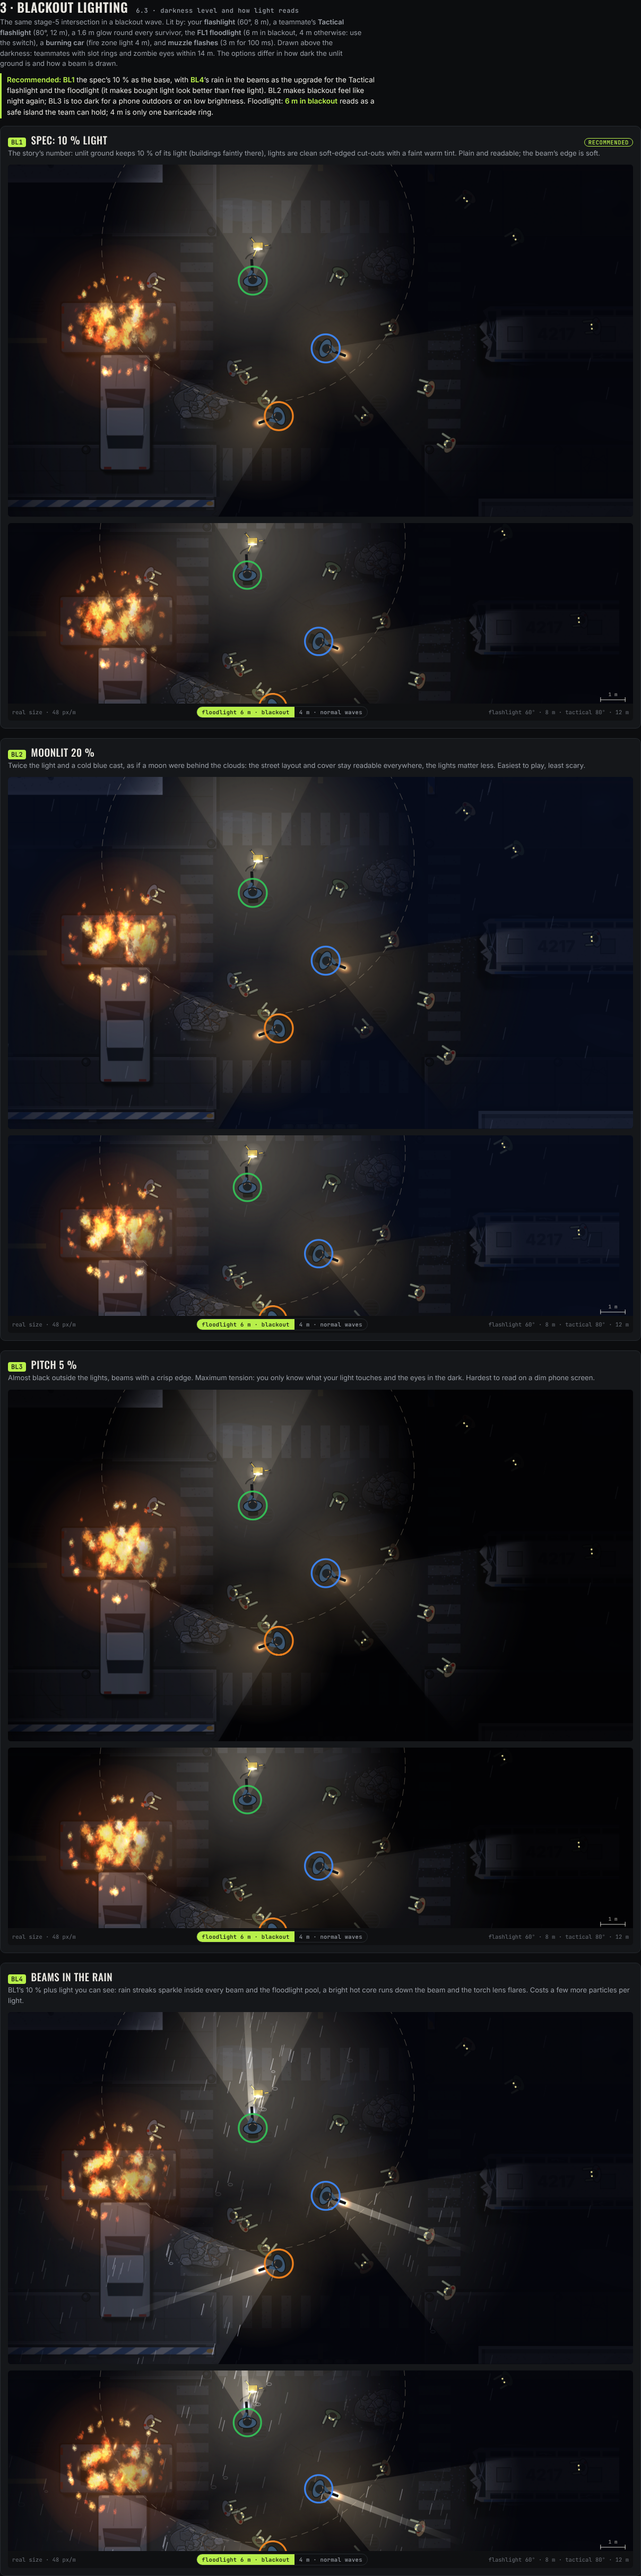 3 · BLACKOUT LIGHTING 6.3 · darkness level and how light reads
The same stage-5 intersection in a blackout wave. Lit by: your flashlight (60°, 8 m), a teammate's Tactical
flashlight (80°, 12 m), a 1.6 m glow round every survivor, the FL1 floodlight (6 m in blackout, 4 m otherwise: use
the switch), a burning car (fire zone light 4 m), and muzzle flashes (3 m for 100 ms). Drawn above the
darkness: teammates with slot rings and zombie eyes within 14 m. The options differ in how dark the unlit
ground is and how a beam is drawn.
Recommended: BL1 the spec's 10 % as the base, with BL4's rain in the beams as the upgrade for the Tactical
flashlight and the floodlight (it makes bought light look better than free light). BL2 makes blackout feel like
night again; BL3 is too dark for a phone outdoors or on low brightness. Floodlight: 6 m in blackout reads as a
safe island the team can hold; 4 m is only one barricade ring.
BL1 SPEC: 10 % LIGHT RECOMMENDED
The story's number: unlit ground keeps 10 % of its light (buildings faintly there), lights are clean soft-edged cut-outs with a faint warm tint. Plain and readable; the beam's edge is soft.
4217
1 m
real size · 40 px/m floodlight 6 m · blackout 4 m · normal waves flashlight 60° · 8 m · tactical 80° · 12 m
BL2 MOONLIT 20 %
Twice the light and a cold blue cast, as if a moon were behind the clouds: the street layout and cover stay readable everywhere, the lights matter less. Easiest to play, least scary.
4217
4217
1 m
real size · 40 px/m floodlight 6 m · blackout 4 m · normal waves flashlight 60° · 8 m · tactical 80° · 12 m
BL3 PITCH 5 %
Almost black outside the lights, beams with a crisp edge. Maximum tension: you only know what your light touches and the eyes in the dark. Hardest to read on a dim phone screen.
1 m
real size · 40 px/m floodlight 6 m · blackout 4 m · normal waves flashlight 60° · 8 m · tactical 80° · 12 m
BL4 BEAMS IN THE RAIN
BL1's 10 % plus light you can see: rain streaks sparkle inside every beam and the floodlight pool, a bright hot core runs down the beam and the torch lens flares. Costs a few more particles per
light.
1 m
real size · 40 px/m floodlight 6 m · blackout 4 m · normal waves flashlight 60° · 8 m · tactical 80° · 12 m